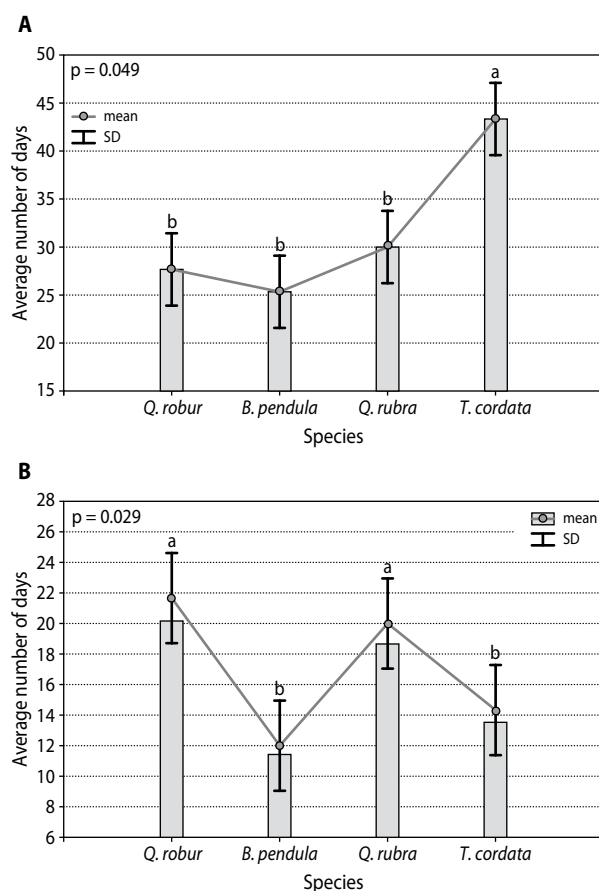 A
50
45
40
35
30
25
20
15
Average number of days
p = 0.049
mean
SD
b
b
b
a
Q. robur B. pendula Q. rubra T. cordata
Species
B
28
26
24
22
20
18
16
14
12
10
8
6
Average number of days
p = 0.029
mean
SD
a
b
a
b
Q. robur B. pendula Q. rubra T. cordata
Species